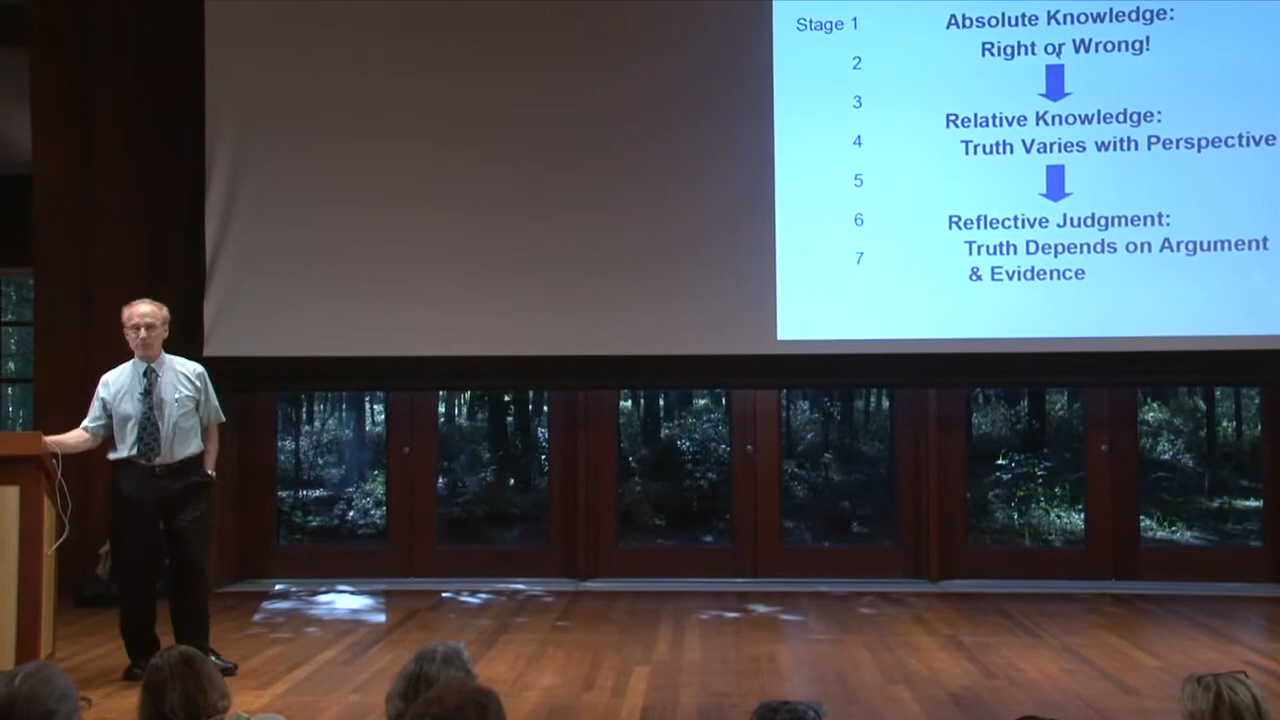 Stage 1
Absolute Knowledge:
Right or Wrong!
2
3
Relative Knowledge:
4
Truth Varies with Perspective
5
6
Reflective Judgment:
Truth Depends on Argument
7
& Evidence